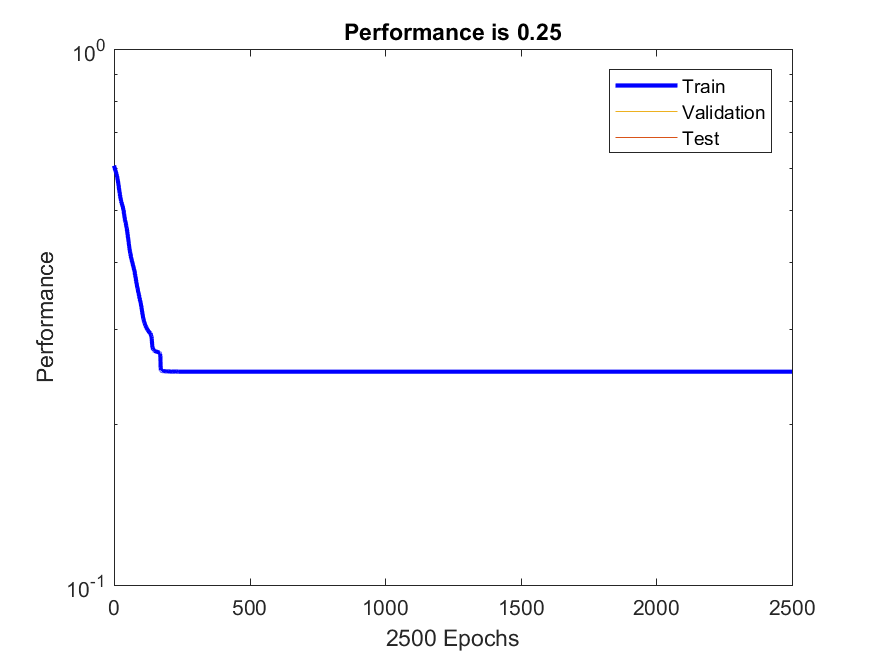 Performance is 0.25
10^0
Train
Validation
Test
Performance
10^-1
0 500 1000 1500 2000 2500
2500 Epochs